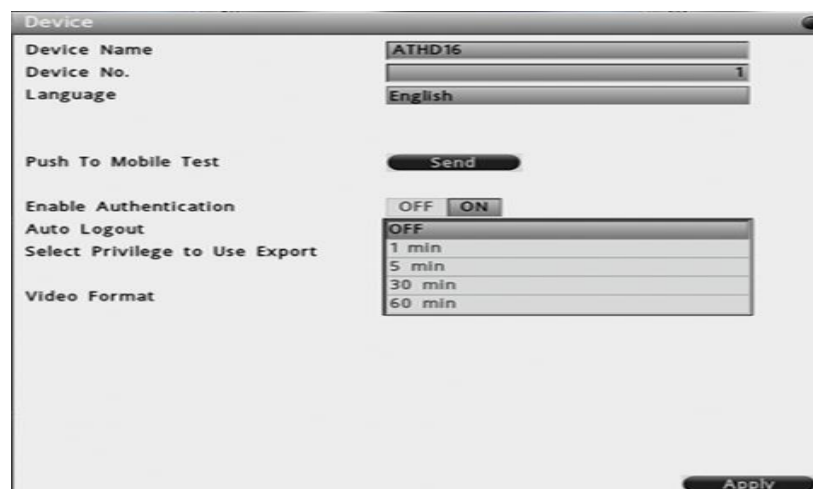 Device
Device Name ATHD16
Device No. 1
Language English
Push To Mobile Test Send
Enable Authentication OFF ON
Auto Logout OFF
1 min
Select Privilege to Use Export
5 min
30 min
Video Format
60 min
Apply